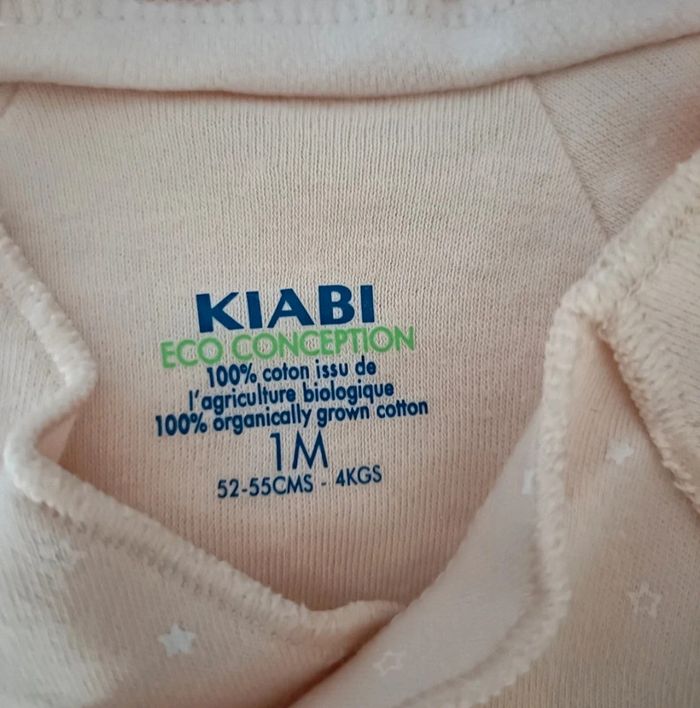 KIABI
ECO CONCEPTION
100% coton issu de
l'agriculture biologique
100% organically grown cotton
1M
52-55CMS - 4KGS